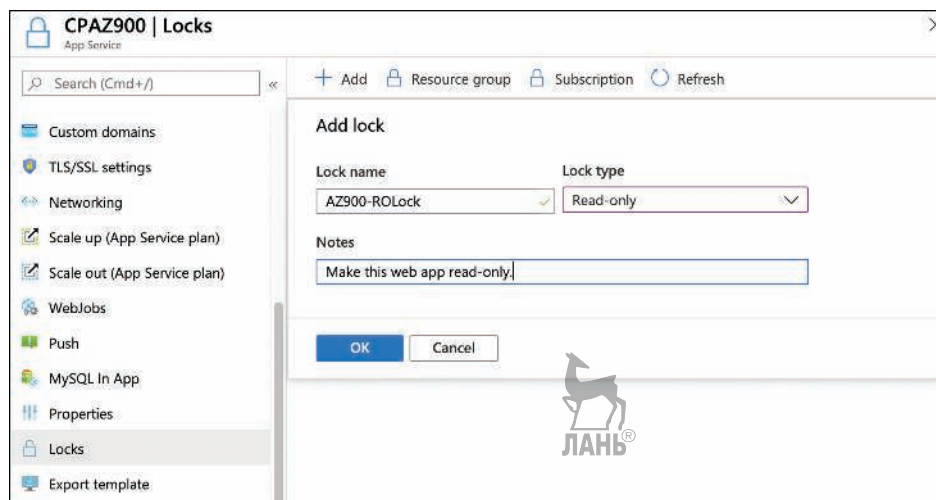 CPAZ900 | Locks
App Service
Search (Cmd+/)
«
Custom domains
TLS/SSL settings
Networking
Scale up (App Service plan)
Scale out (App Service plan)
WebJobs
Push
MySQL In App
Properties
Locks
Export template
Add
Resource group
Subscription
Refresh
Add lock
Lock name
Lock type
AZ900-ROLock
Read-only
Notes
Make this web app read-only.
OK
Cancel
ЛАНЬ®